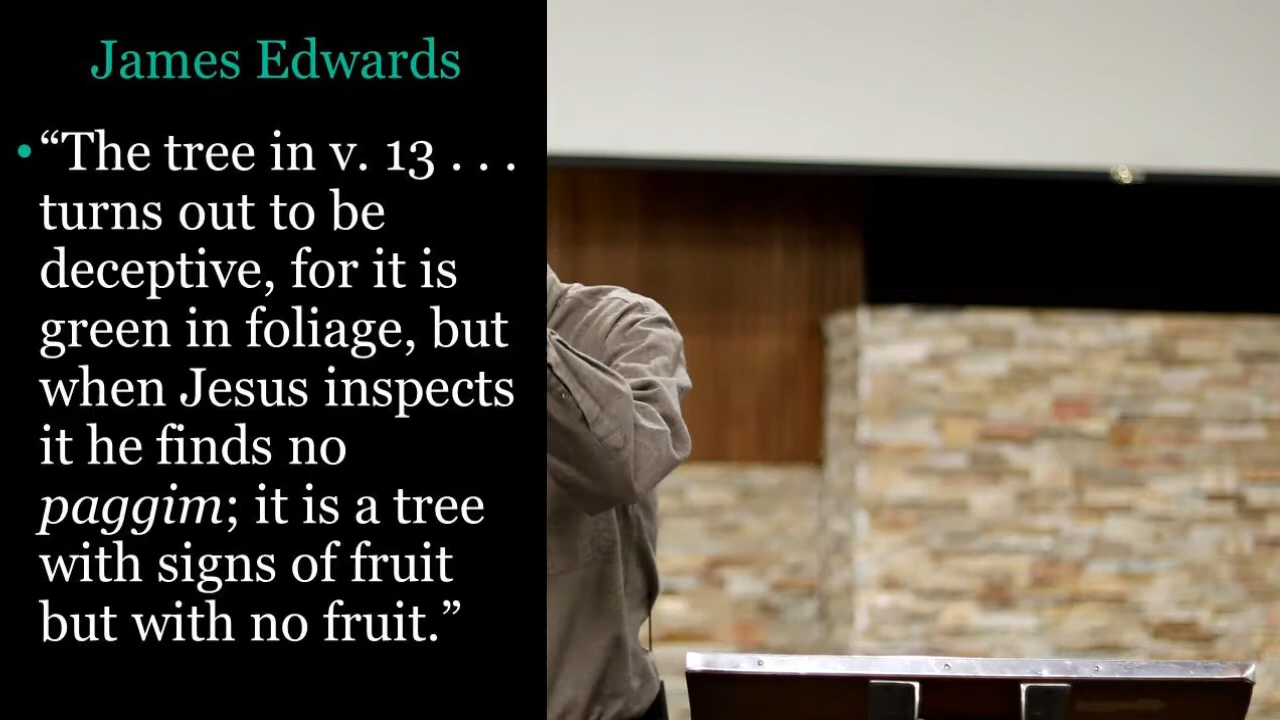 James Edwards
• “The tree in v. 13 . . .
turns out to be
deceptive, for it is
green in foliage, but
when Jesus inspects
it he finds no
paggim; it is a tree
with signs of fruit
but with no fruit.”